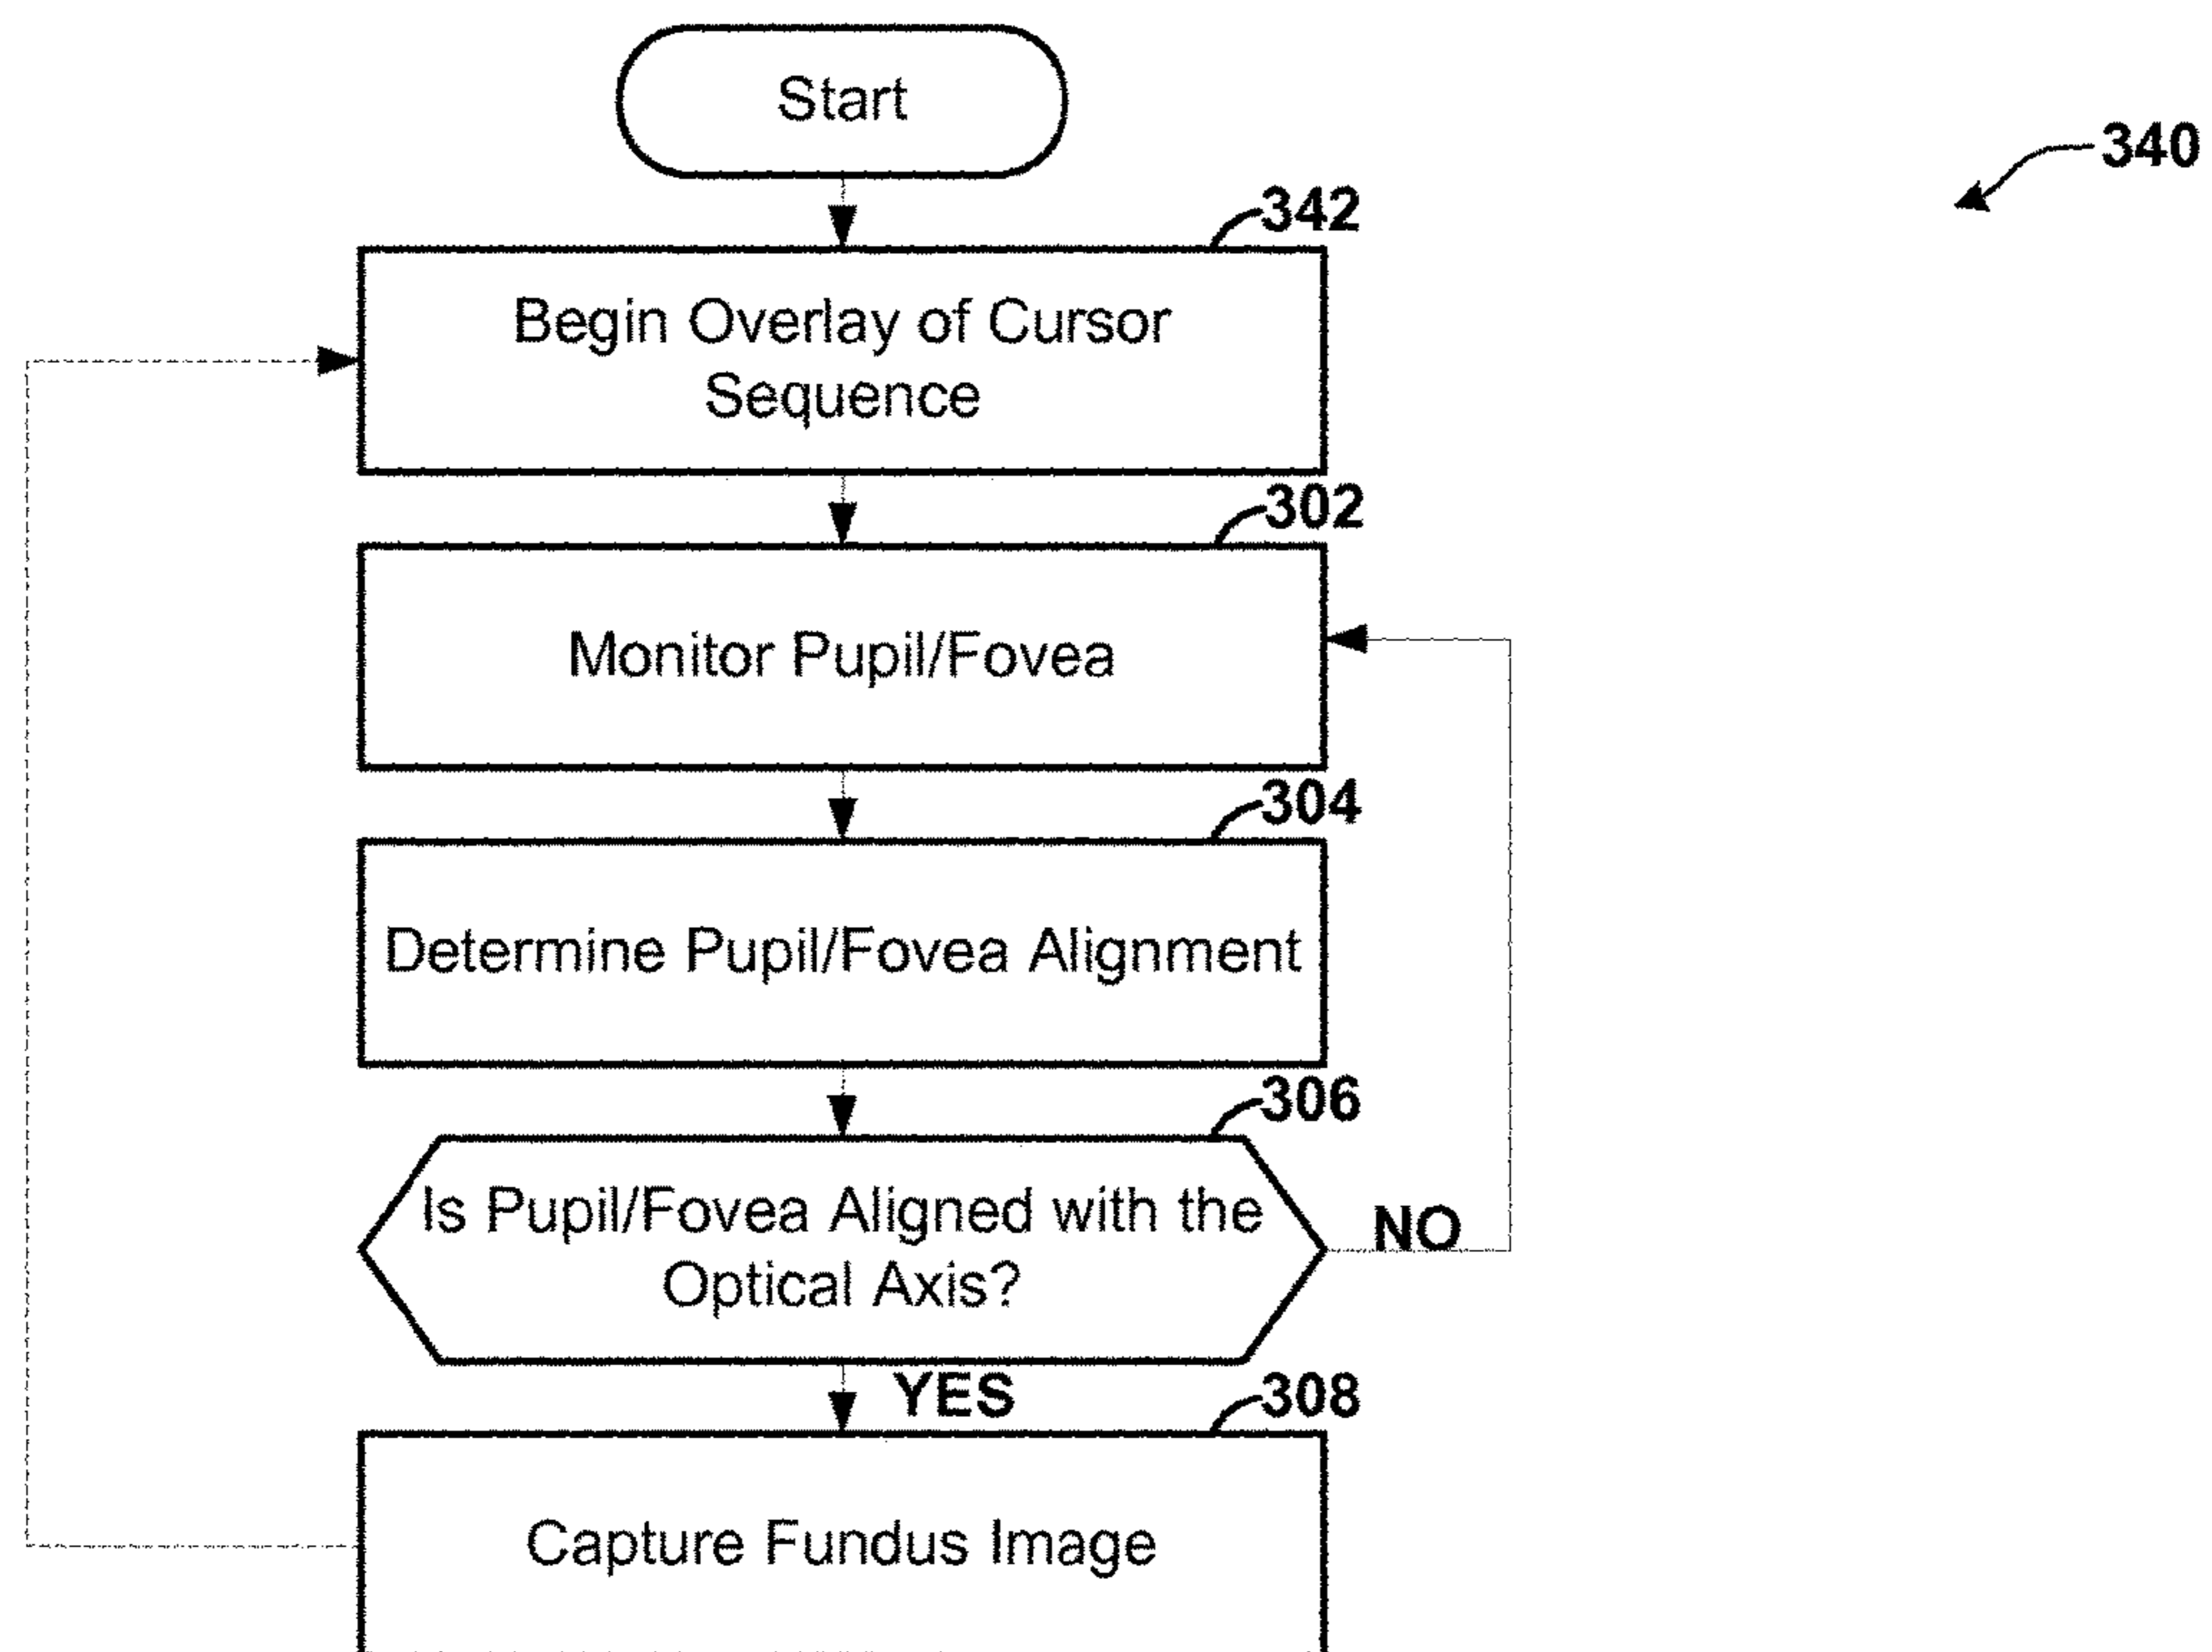 Start
340
342
Begin Overlay of Cursor
Sequence
302
Monitor Pupil/Fovea
304
Determine Pupil/Fovea Alignment
306
Is Pupil/Fovea Aligned with the
Optical Axis?
NO
YES
308
Capture Fundus Image